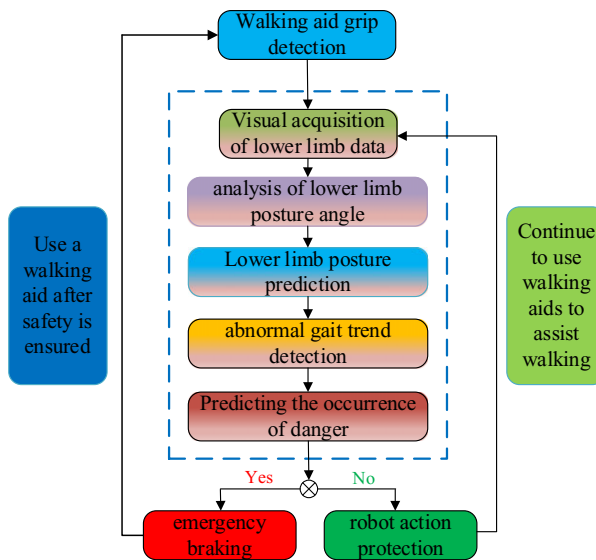 Walking aid grip
detection
Visual acquisition
of lower limb data
analysis of lower limb
posture angle
Lower limb posture
prediction
abnormal gait trend
detection
Predicting the occurrence
of danger
Use a
walking
aid after
safety is
ensured
Continue
to use
walking
aids to
assist
walking
Yes
No
emergency
braking
robot action
protection